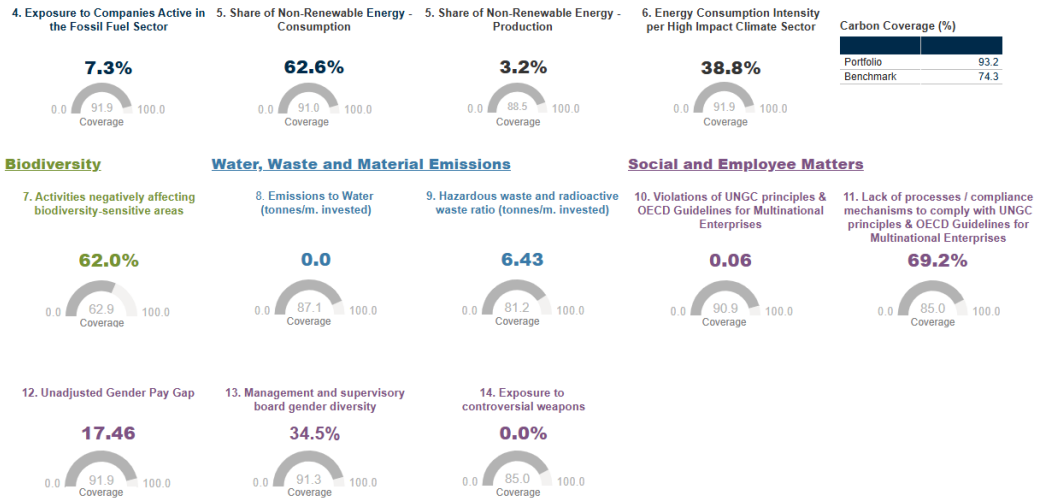 4. Exposure to Companies Active in
the Fossil Fuel Sector
7.3%
0.0 91.9 100.0
Coverage
5. Share of Non-Renewable Energy -
Consumption
62.6%
0.0 91.0 100.0
Coverage
5. Share of Non-Renewable Energy -
Production
3.2%
0.0 88.5 100.0
Coverage
6. Energy Consumption Intensity
per High Impact Climate Sector
38.8%
0.0 91.9 100.0
Coverage
Carbon Coverage (%)
Portfolio 93.2
Benchmark 74.3
Biodiversity
7. Activities negatively affecting
biodiversity-sensitive areas
62.0%
0.0 62.9 100.0
Coverage
Water, Waste and Material Emissions
8. Emissions to Water
(tonnes/m. invested)
0.0
0.0 87.1 100.0
Coverage
9. Hazardous waste and radioactive
waste ratio (tonnes/m. invested)
6.43
0.0 81.2 100.0
Coverage
Social and Employee Matters
10. Violations of UNGC principles &
OECD Guidelines for Multinational
Enterprises
0.06
0.0 90.9 100.0
Coverage
11. Lack of processes / compliance
mechanisms to comply with UNGC
principles & OECD Guidelines for
Multinational Enterprises
69.2%
0.0 85.0 100.0
Coverage
12. Unadjusted Gender Pay Gap
17.46
0.0 91.9 100.0
Coverage
13. Management and supervisory
board gender diversity
34.5%
0.0 91.3 100.0
Coverage
14. Exposure to
controversial weapons
0.0%
0.0 85.0 100.0
Coverage